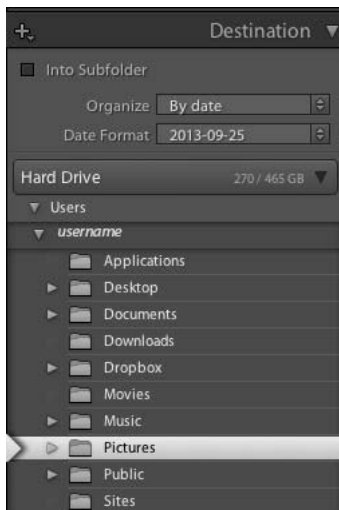 Destination
Into Subfolder
Organize By date
Date Format 2013-09-25
Hard Drive 270 / 465 GB
Users
username
Applications
Desktop
Documents
Downloads
Dropbox
Movies
Music
Pictures
Public
Sites